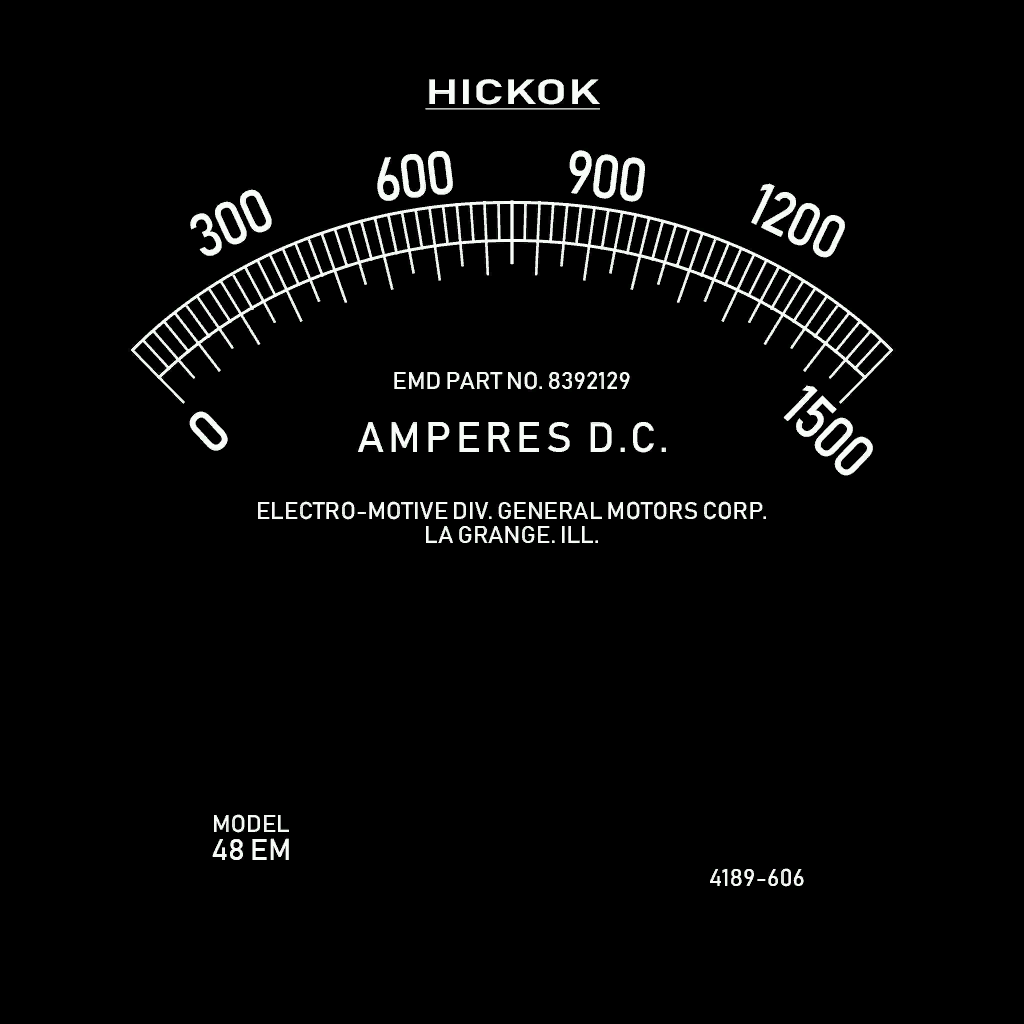 HICKOK
0 300 600 900 1200 1500
EMD PART NO. 8392129
AMPERES D.C.
ELECTRO-MOTIVE DIV. GENERAL MOTORS CORP.
LA GRANGE. ILL.
MODEL
48 EM
4189-606